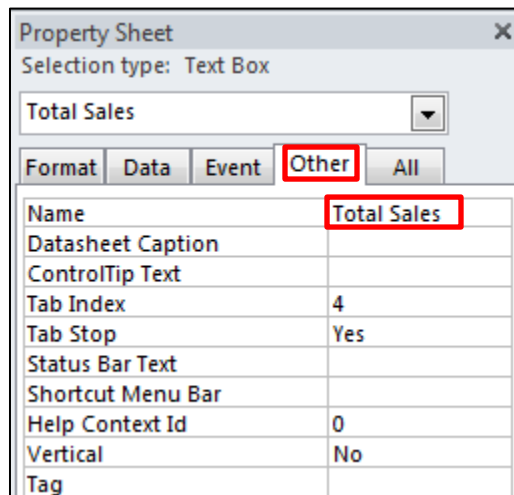 Property Sheet
Selection type: Text Box
Total Sales
Format Data Event Other All
Name Total Sales
Datasheet Caption
ControlTip Text
Tab Index 4
Tab Stop Yes
Status Bar Text
Shortcut Menu Bar
Help Context Id 0
Vertical No
Tag